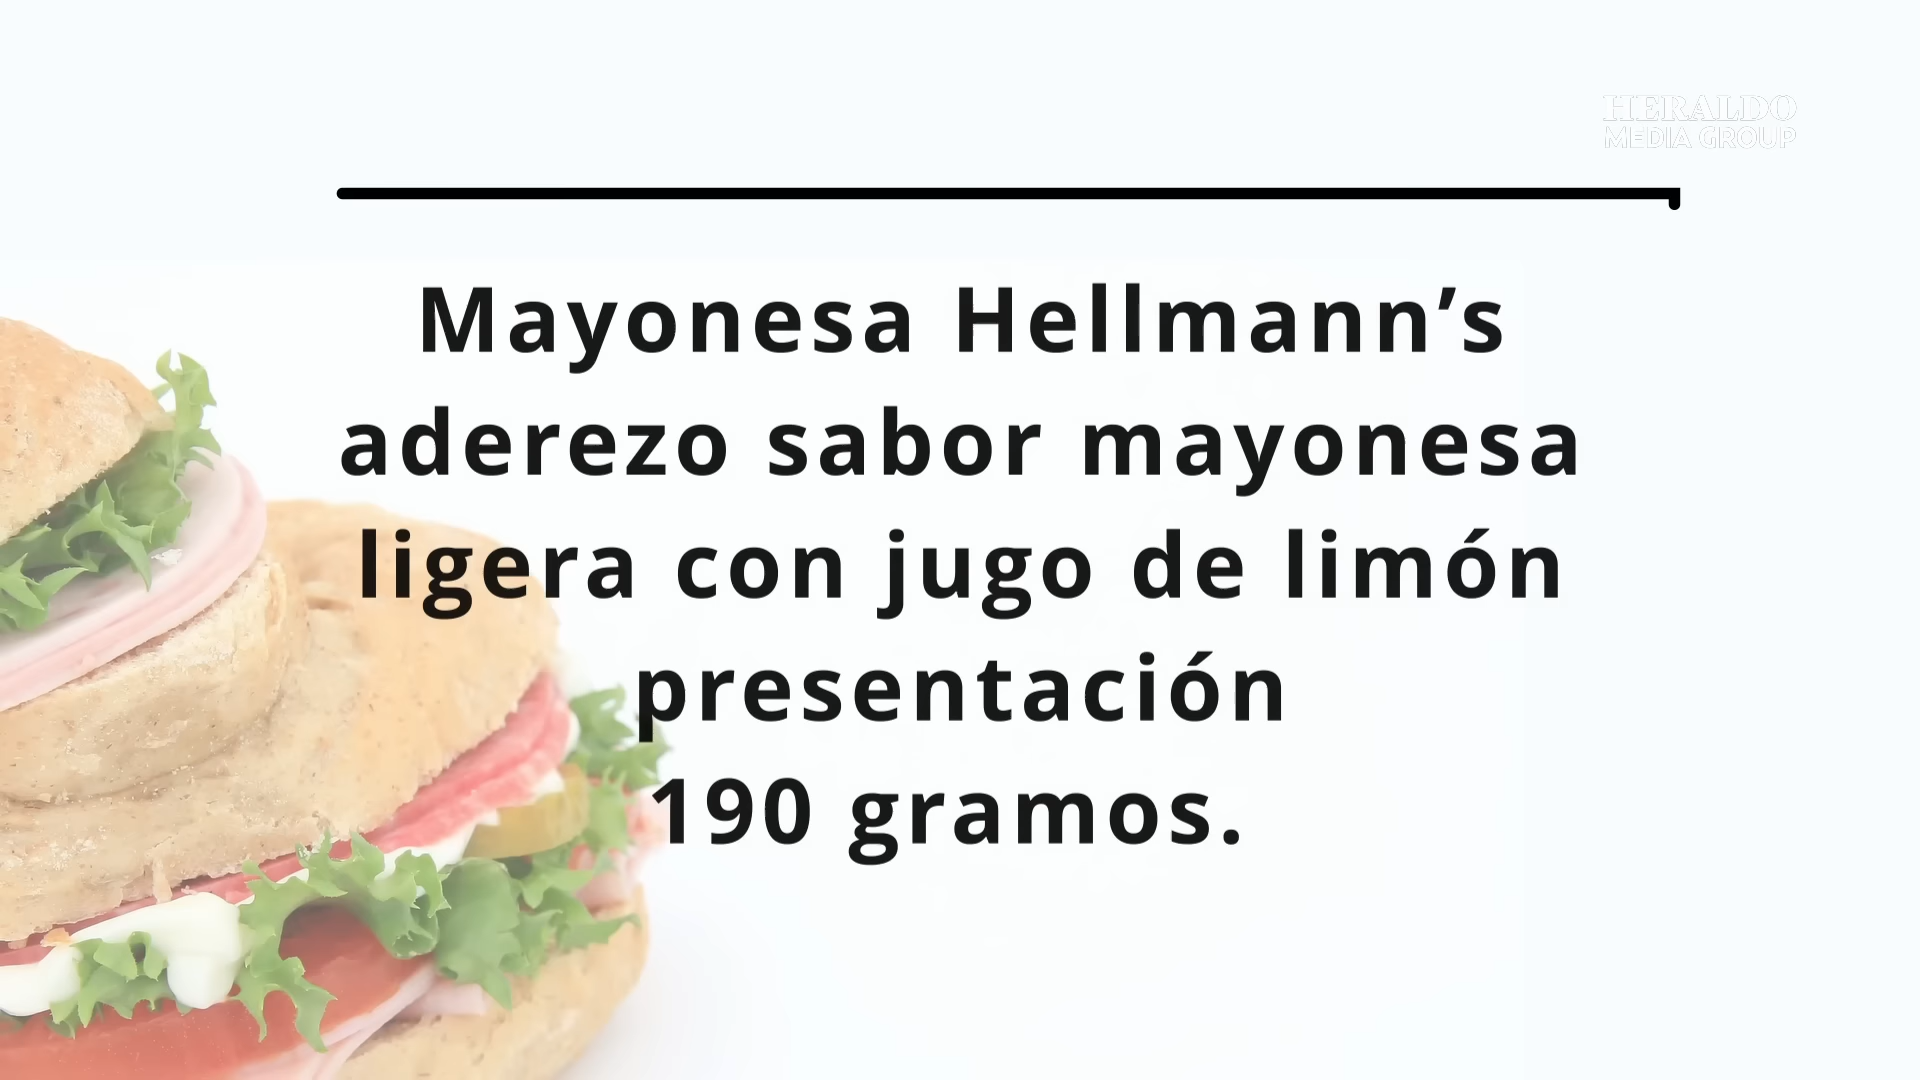 HERALDO
MEDIA GROUP
Mayonesa Hellmann’s
aderezo sabor mayonesa
ligera con jugo de limón
presentación
190 gramos.